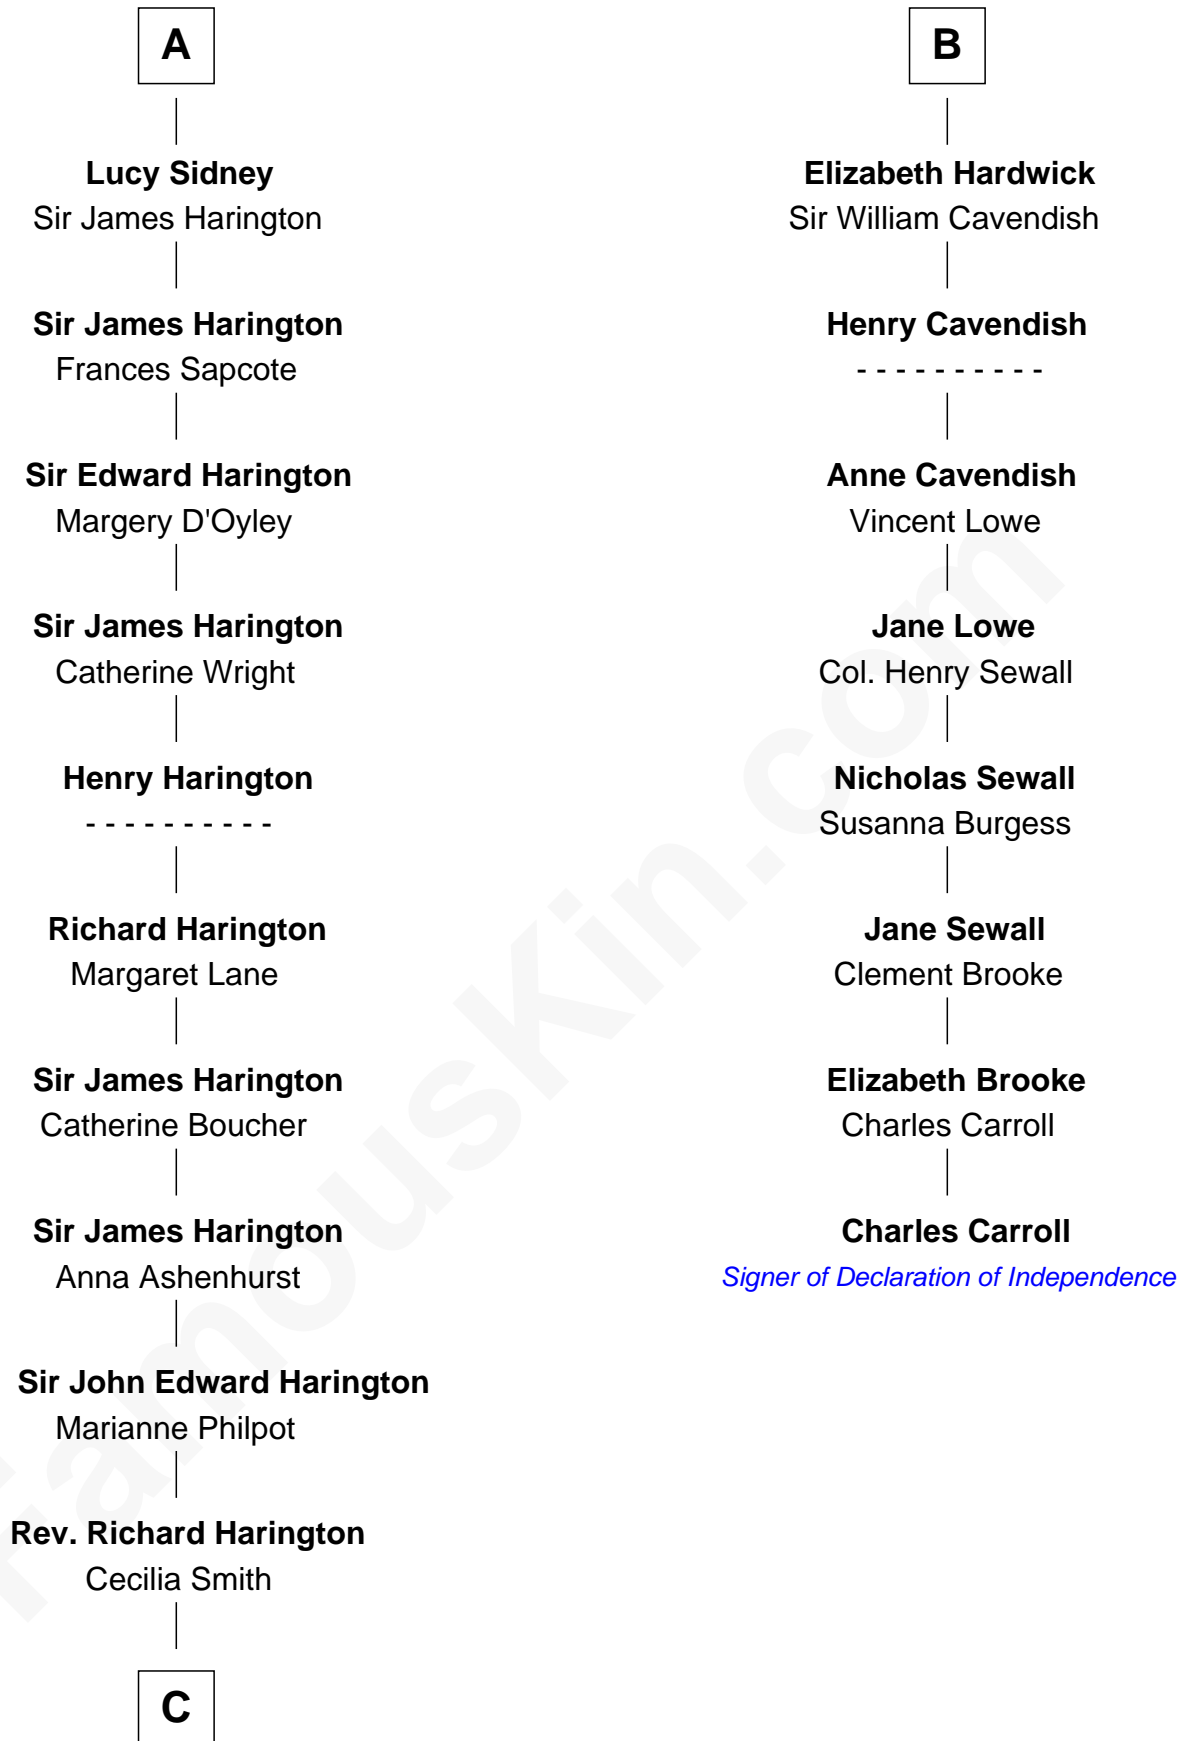 A
Lucy Sidney
Sir James Harington
Sir James Harington
Frances Sapcote
Sir Edward Harington
Margery D'Oyley
Sir James Harington
Catherine Wright
Henry Harington
- - - - - - - - - -
Richard Harington
Margaret Lane
Sir James Harington
Catherine Boucher
Sir James Harington
Anna Ashenhurst
Sir John Edward Harington
Marianne Philpot
Rev. Richard Harington
Cecilia Smith
C
B
Elizabeth Hardwick
Sir William Cavendish
Henry Cavendish
- - - - - - - - - -
Anne Cavendish
Vincent Lowe
Jane Lowe
Col. Henry Sewall
Nicholas Sewall
Susanna Burgess
Jane Sewall
Clement Brooke
Elizabeth Brooke
Charles Carroll
Charles Carroll
Signer of Declaration of Independence
FamousKin.com